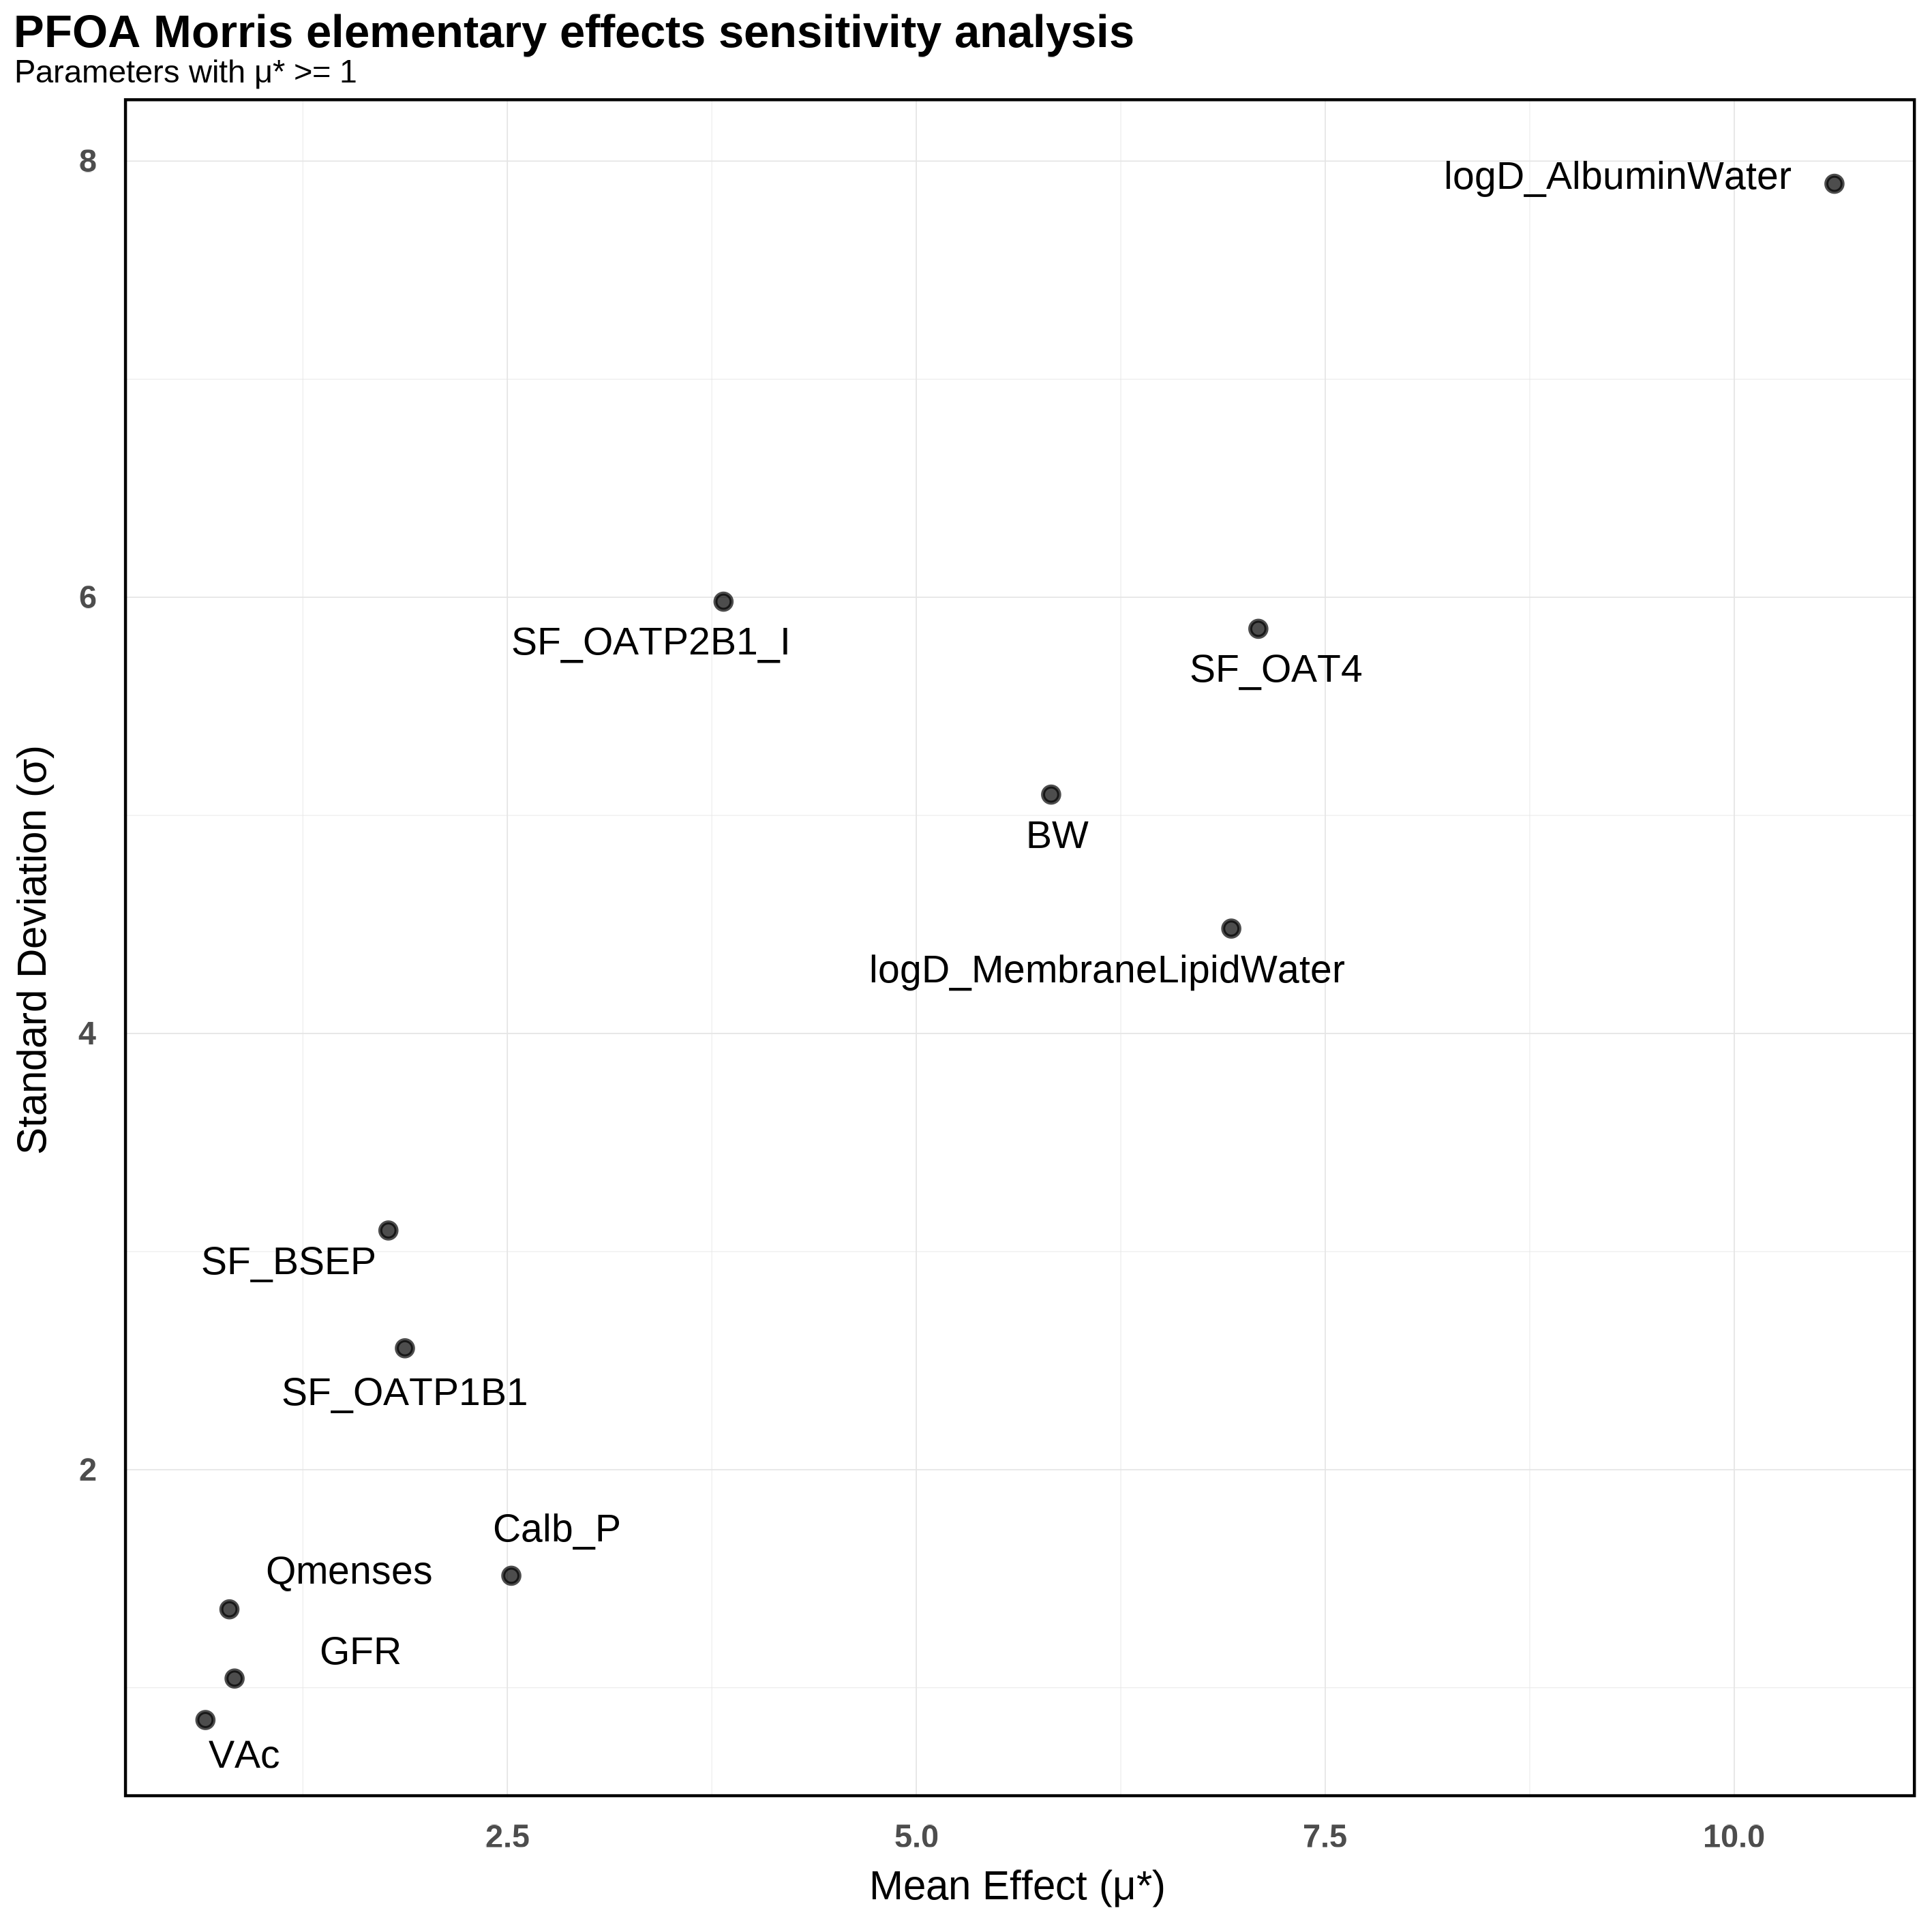 PFOA Morris elementary effects sensitivity analysis
Parameters with μ* >= 1
8
logD_AlbuminWater
6
SF_OATP2B1_I
SF_OAT4
Standard Deviation (σ)
BW
logD_MembraneLipidWater
4
SF_BSEP
SF_OATP1B1
2
Calb_P
Qmenses
GFR
VAc
2.5
5.0
7.5
10.0
Mean Effect (μ*)